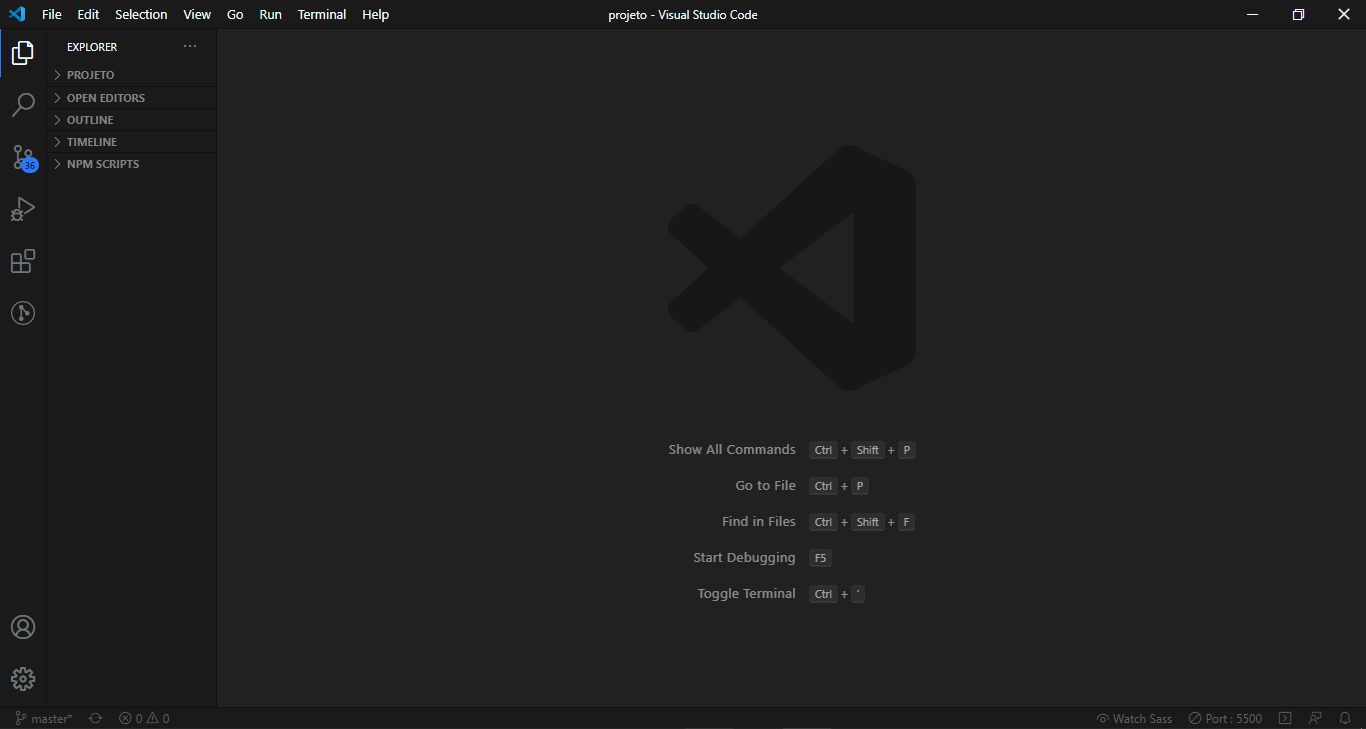 File Edit Selection View Go Run Terminal Help projeto - Visual Studio Code
EXPLORER
PROJETO
OPEN EDITORS
OUTLINE
TIMELINE
NPM SCRIPTS
36
Show All Commands Ctrl + Shift + P
Go to File Ctrl + P
Find in Files Ctrl + Shift + F
Start Debugging F5
Toggle Terminal Ctrl + '
master* 0 0 Watch Sass Port : 5500